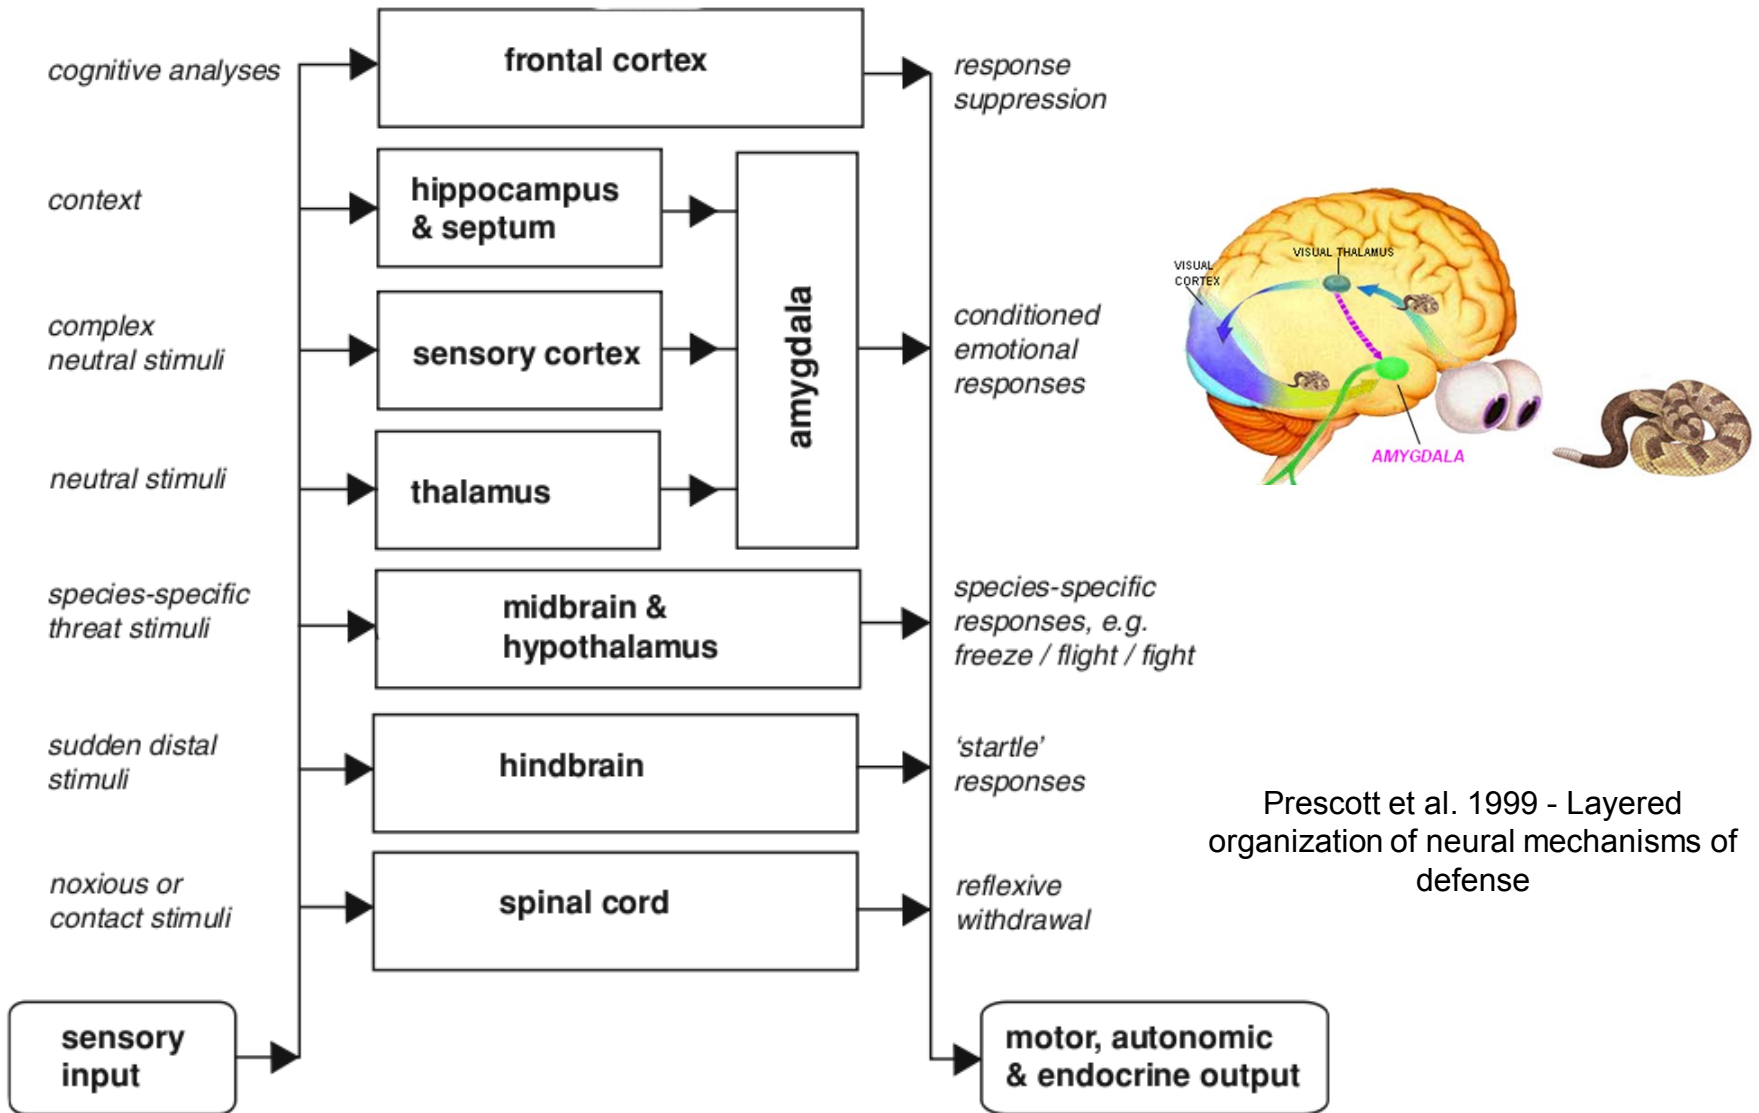 cognitive analyses
frontal cortex
response
suppression
context
hippocampus
& septum
complex
neutral stimuli
sensory cortex
amygdala
conditioned
emotional
responses
neutral stimuli
thalamus
species-specific
threat stimuli
midbrain &
hypothalamus
species-specific
responses, e.g.
freeze / flight / fight
sudden distal
stimuli
hindbrain
‘startle’
responses
noxious or
contact stimuli
spinal cord
reflexive
withdrawal
sensory
input
motor, autonomic
& endocrine output
VISUAL THALAMUS
VISUAL
CORTEX
AMYGDALA
Prescott et al. 1999 - Layered
organization of neural mechanisms of
defense